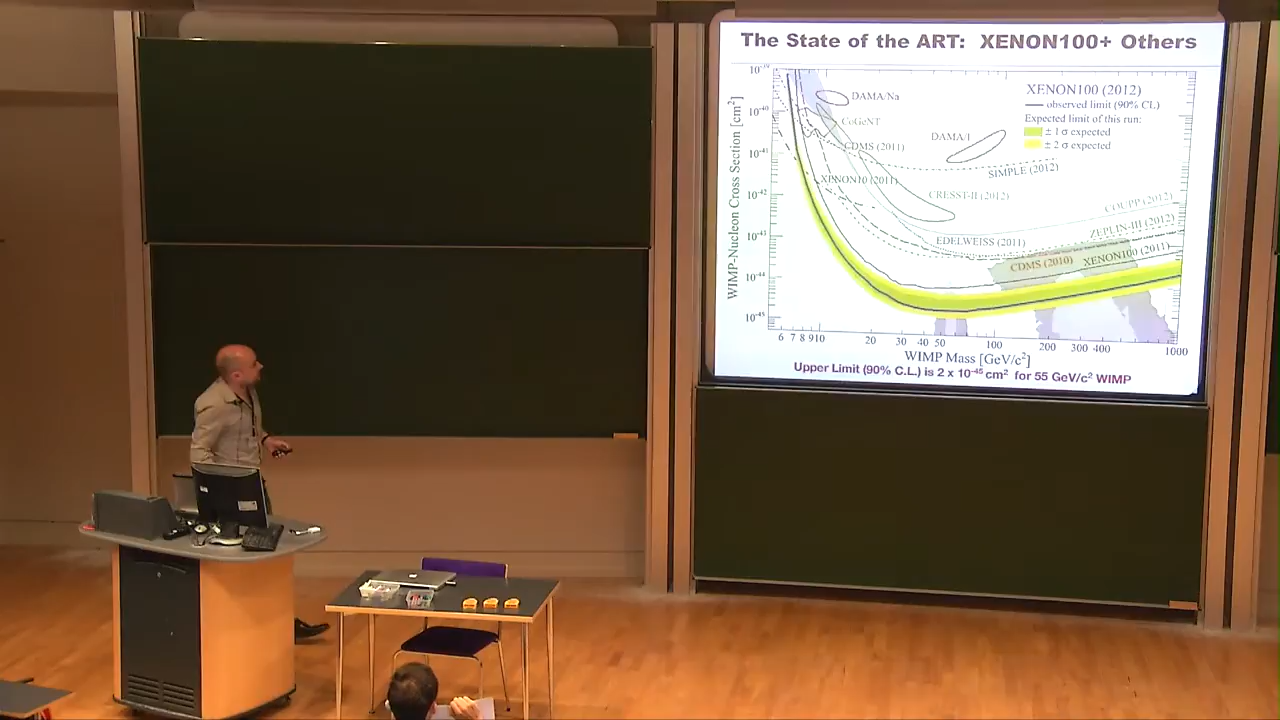 The State of the ART: XENON100+ Others
WIMP-Nucleon Cross Section [cm²]
10⁻³⁹
10⁻⁴⁰
10⁻⁴¹
10⁻⁴²
10⁻⁴³
10⁻⁴⁴
10⁻⁴⁵
XENON100 (2012)
observed limit (90% CL)
Expected limit of this run:
± 1 σ expected
± 2 σ expected
DAMA/Na
CoGeNT
DAMA/I
CDMS (2011)
SIMPLE (2012)
XENON10 (2011)
CRESST-II (2012)
COUPP (2012)
ZEPLIN-III (2012)
EDELWEISS (2011)
CDMS (2010)
XENON100 (2011)
6 7 8 910 20 30 40 50 100 200 300 400 1000
WIMP Mass [GeV/c²]
Upper Limit (90% C.L.) is 2 x 10⁻⁴⁵ cm² for 55 GeV/c² WIMP